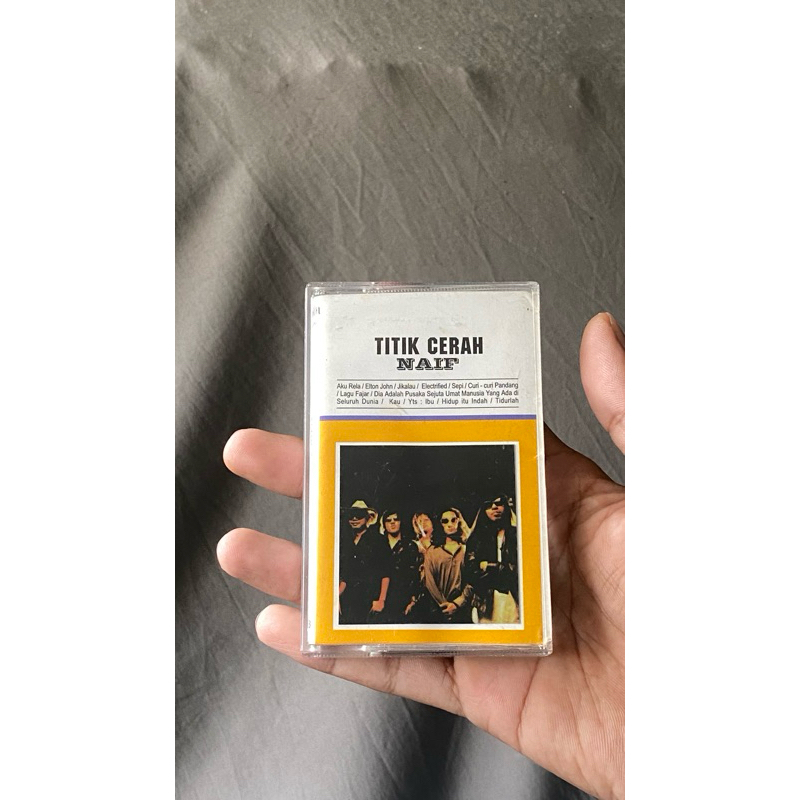 TITIK CERAH
NAIF
Aku Rela / Elton John / Jikalau / Electrified / Sepi / Curi - curi Pandang
/ Lagu Fajar / Dia Adalah Pusaka Sejuta Umat Manusia Yang Ada di
Seluruh Dunia / Kau / Yts : Ibu / Hidup itu Indah / Tidurlah